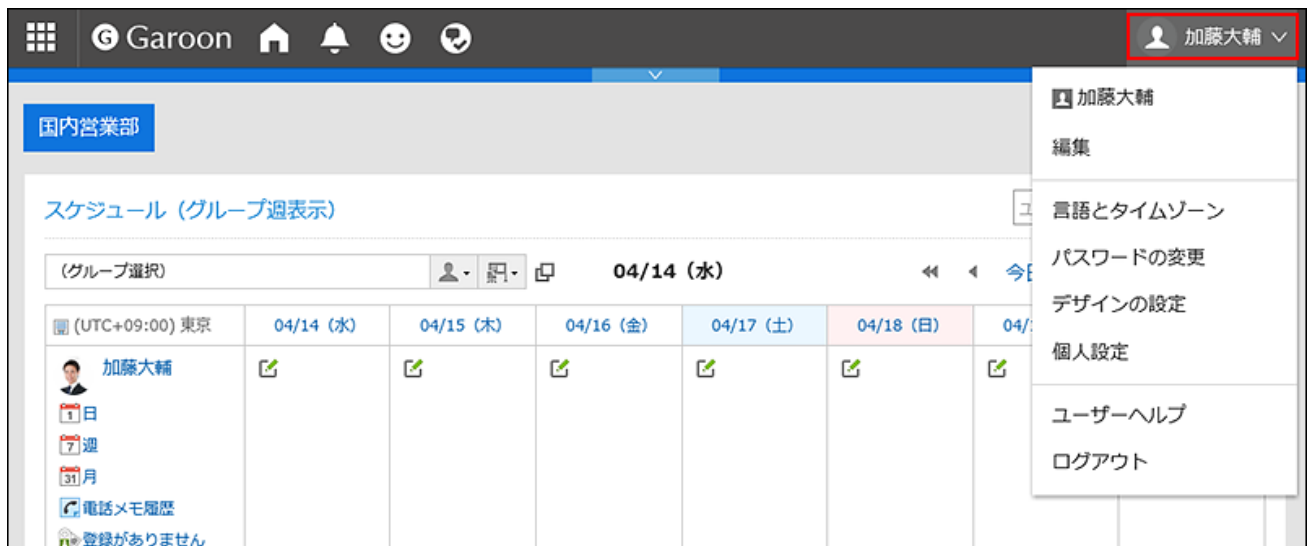 G Garoon
加藤大輔
加藤大輔
編集
言語とタイムゾーン
パスワードの変更
デザインの設定
個人設定
ユーザーヘルプ
ログアウト
国内営業部
スケジュール（グループ週表示）
（グループ選択） 04/14（水）
(UTC+09:00) 東京 04/14（水） 04/15（木） 04/16（金） 04/17（土） 04/18（日） 04/
加藤大輔
1 日
7 週
31 月
電話メモ履歴
登録がありません